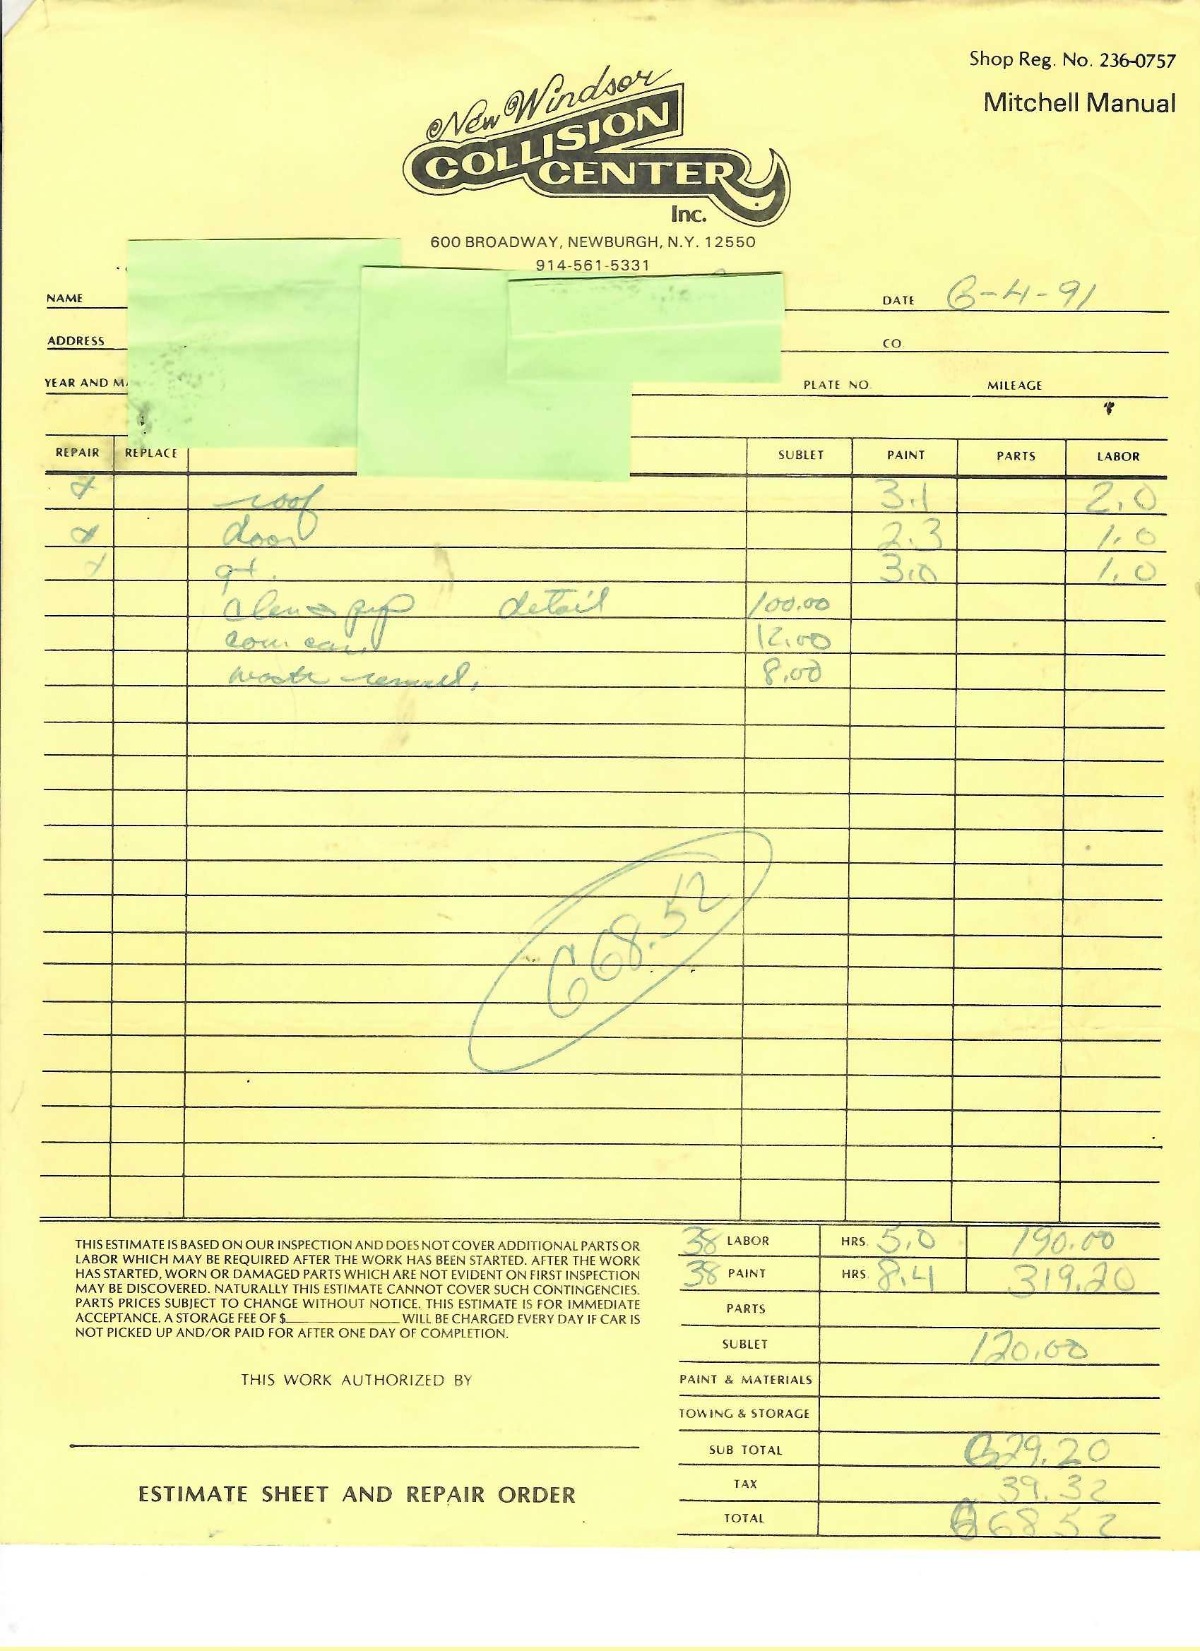 Shop Reg. No. 236-0757
Mitchell Manual
New Windsor
COLLISION
CENTER
Inc.
600 BROADWAY, NEWBURGH, N.Y. 12550
914-561-5331
NAME DATE 6-4-91
ADDRESS CO.
YEAR AND MA PLATE NO. MILEAGE
REPAIR REPLACE SUBLET PAINT PARTS LABOR
x roof 3.1 2.0
x door 2.3 1.0
x qt. 3.0 1.0
detail 100.00
12.00
waste 8.00
668.52
THIS ESTIMATE IS BASED ON OUR INSPECTION AND DOES NOT COVER ADDITIONAL PARTS OR
LABOR WHICH MAY BE REQUIRED AFTER THE WORK HAS BEEN STARTED. AFTER THE WORK
HAS STARTED, WORN OR DAMAGED PARTS WHICH ARE NOT EVIDENT ON FIRST INSPECTION
MAY BE DISCOVERED. NATURALLY THIS ESTIMATE CANNOT COVER SUCH CONTINGENCIES.
PARTS PRICES SUBJECT TO CHANGE WITHOUT NOTICE. THIS ESTIMATE IS FOR IMMEDIATE
ACCEPTANCE. A STORAGE FEE OF $________ WILL BE CHARGED EVERY DAY IF CAR IS
NOT PICKED UP AND/OR PAID FOR AFTER ONE DAY OF COMPLETION.
THIS WORK AUTHORIZED BY
ESTIMATE SHEET AND REPAIR ORDER
38 LABOR HRS. 5.0 190.00
38 PAINT HRS. 8.4 319.20
PARTS
SUBLET 120.00
PAINT & MATERIALS
TOWING & STORAGE
SUB TOTAL 629.20
TAX 39.32
TOTAL 668.52